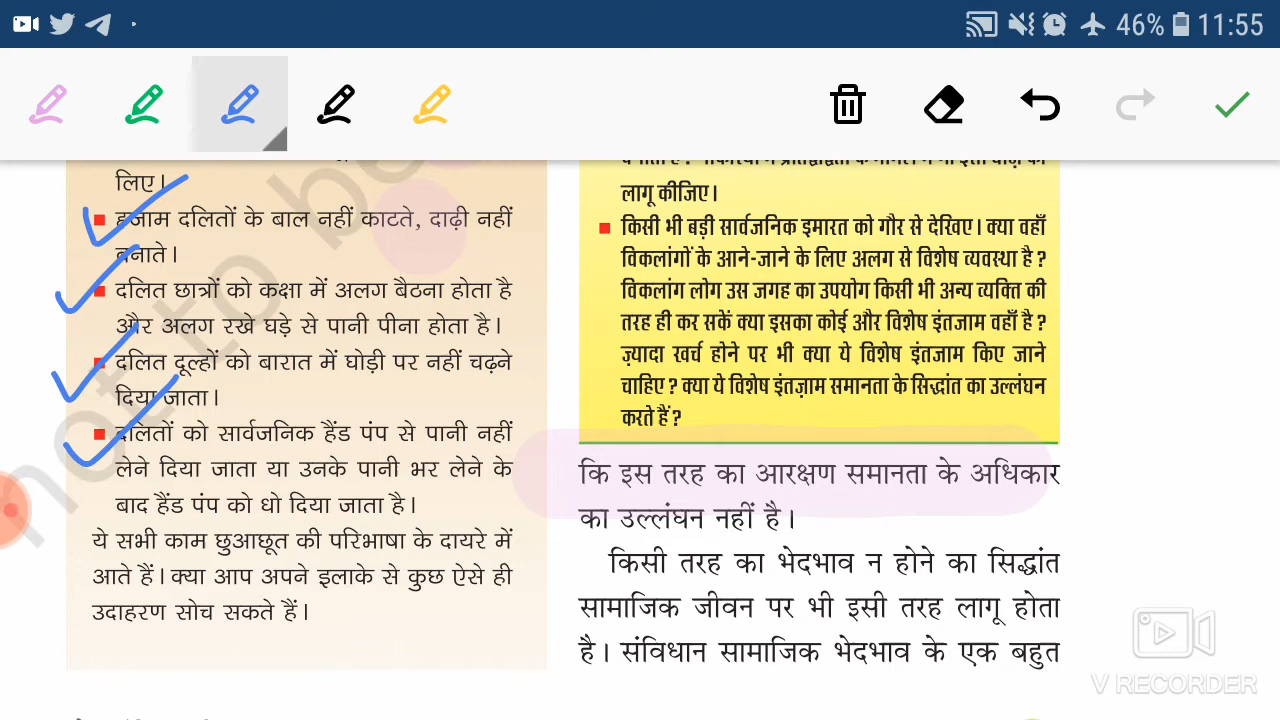 46% 11:55
लिए।
हजाम दलितों के बाल नहीं काटते, दाढ़ी नहीं
बनाते।
दलित छात्रों को कक्षा में अलग बैठना होता है
और अलग रखे घड़े से पानी पीना होता है।
दलित दूल्हों को बारात में घोड़ी पर नहीं चढ़ने
दिया जाता।
दलितों को सार्वजनिक हैंड पंप से पानी नहीं
लेने दिया जाता या उनके पानी भर लेने के
बाद हैंड पंप को धो दिया जाता है।
ये सभी काम छुआछूत की परिभाषा के दायरे में
आते हैं। क्या आप अपने इलाके से कुछ ऐसे ही
उदाहरण सोच सकते हैं।
not to be
लागू कीजिए।
किसी भी बड़ी सार्वजनिक इमारत को गौर से देखिए। क्या वहाँ
विकलांगों के आने-जाने के लिए अलग से विशेष व्यवस्था है?
विकलांग लोग उस जगह का उपयोग किसी भी अन्य व्यक्ति की
तरह ही कर सकें क्या इसका कोई और विशेष इंतजाम वहाँ है?
ज़्यादा खर्च होने पर भी क्या ये विशेष इंतजाम किए जाने
चाहिए? क्या ये विशेष इंतज़ाम समानता के सिद्धांत का उल्लंघन
करते हैं?
कि इस तरह का आरक्षण समानता के अधिकार
का उल्लंघन नहीं है।
किसी तरह का भेदभाव न होने का सिद्धांत
सामाजिक जीवन पर भी इसी तरह लागू होता
है। संविधान सामाजिक भेदभाव के एक बहुत
V RECORDER